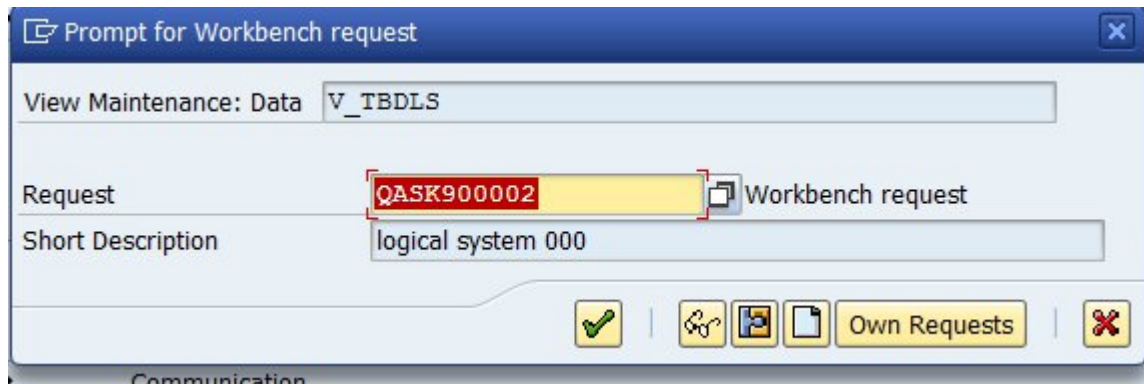 Prompt for Workbench request
View Maintenance: Data V_TBDLS
Request QASK900002 Workbench request
Short Description logical system 000
Own Requests
Communication